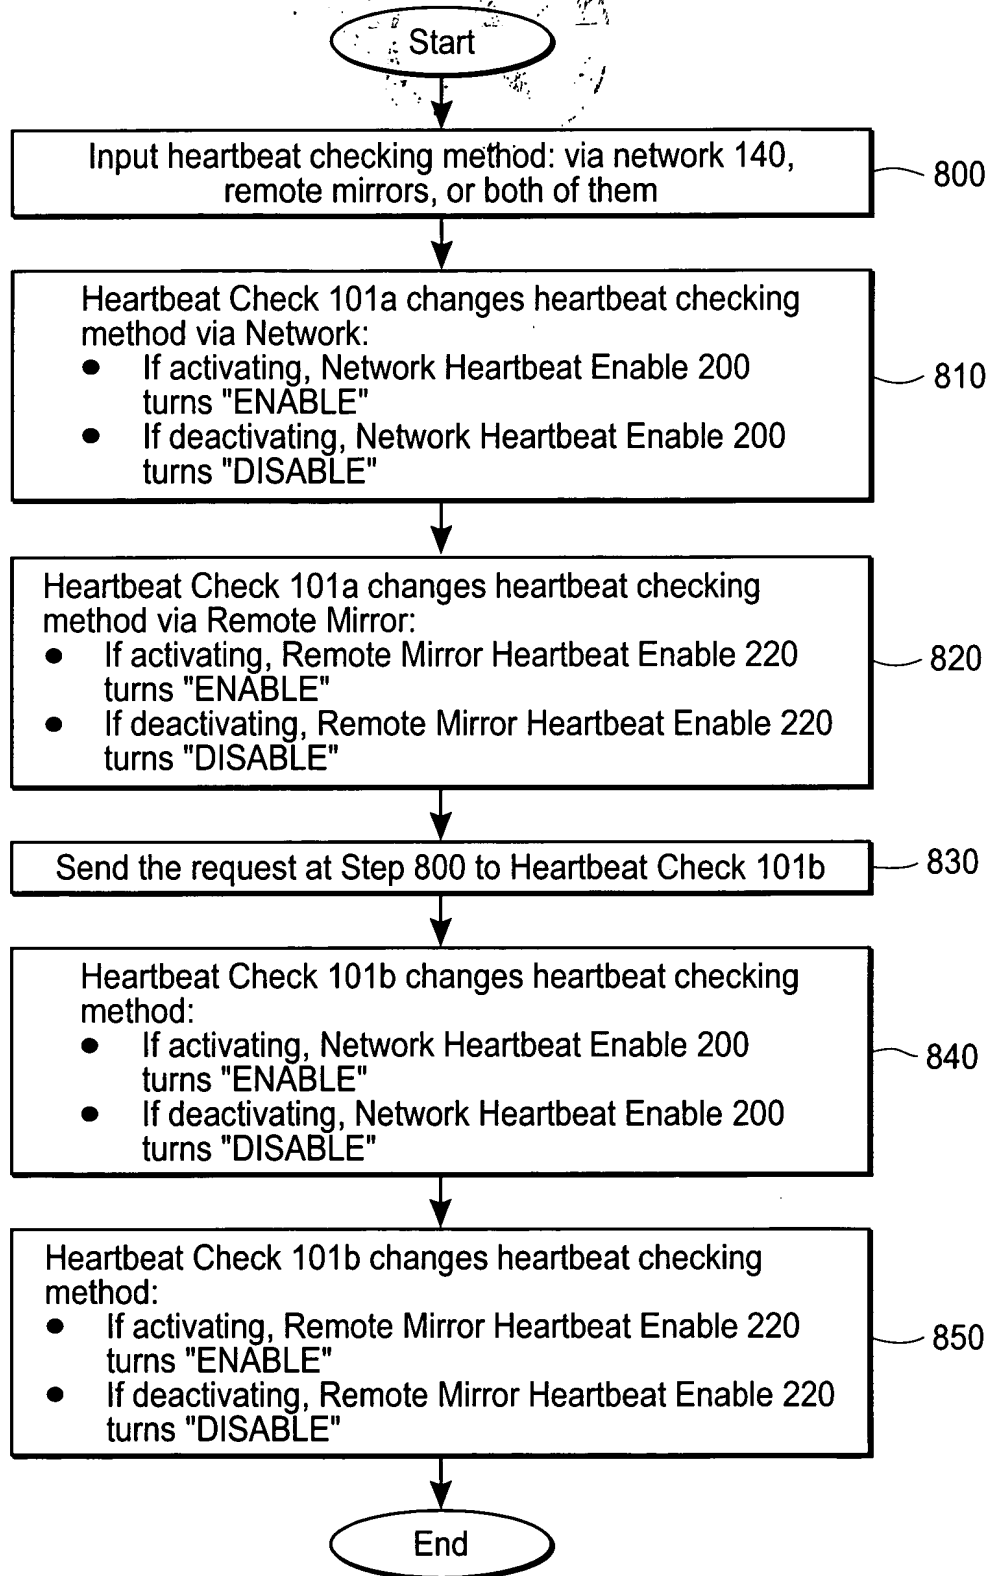 Start
Input heartbeat checking method: via network 140,
remote mirrors, or both of them
800
Heartbeat Check 101a changes heartbeat checking
method via Network:
● If activating, Network Heartbeat Enable 200
turns "ENABLE"
● If deactivating, Network Heartbeat Enable 200
turns "DISABLE"
810
Heartbeat Check 101a changes heartbeat checking
method via Remote Mirror:
● If activating, Remote Mirror Heartbeat Enable 220
turns "ENABLE"
● If deactivating, Remote Mirror Heartbeat Enable 220
turns "DISABLE"
820
Send the request at Step 800 to Heartbeat Check 101b
830
Heartbeat Check 101b changes heartbeat checking
method:
● If activating, Network Heartbeat Enable 200
turns "ENABLE"
● If deactivating, Network Heartbeat Enable 200
turns "DISABLE"
840
Heartbeat Check 101b changes heartbeat checking
method:
● If activating, Remote Mirror Heartbeat Enable 220
turns "ENABLE"
● If deactivating, Remote Mirror Heartbeat Enable 220
turns "DISABLE"
850
End